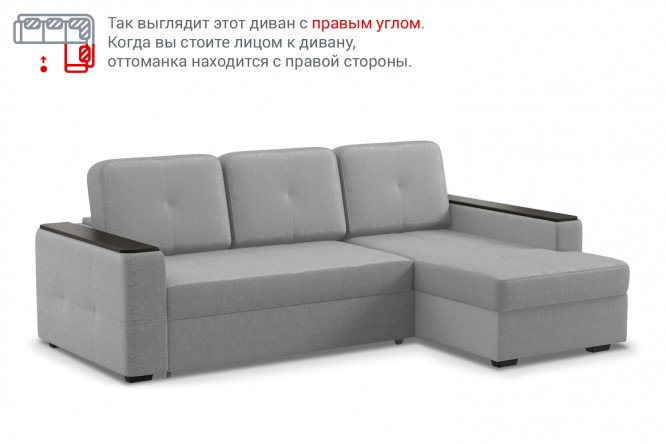 Так выглядит этот диван с правым углом.
Когда вы стоите лицом к дивану,
оттоманка находится с правой стороны.